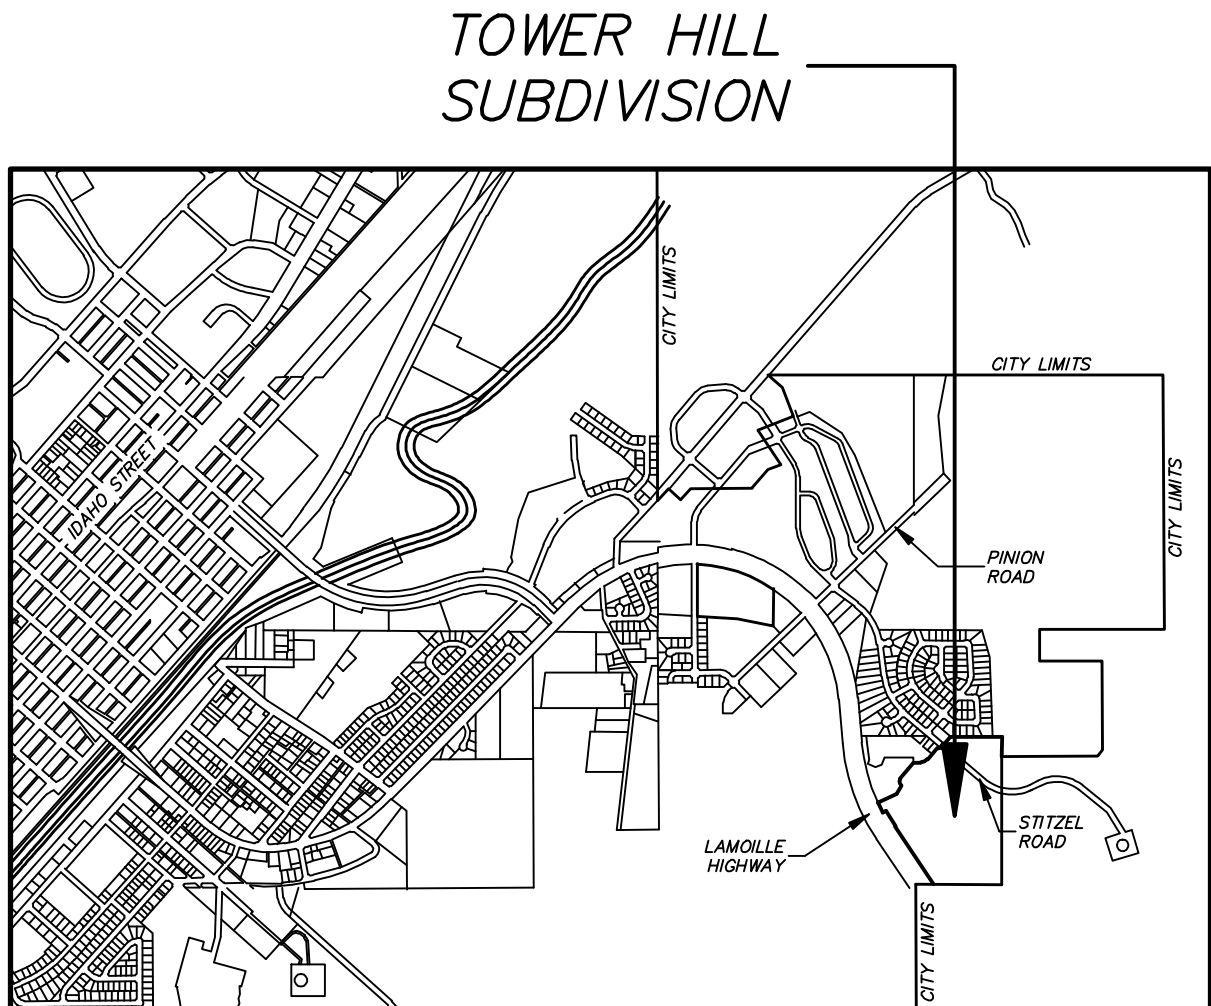 TOWER HILL
SUBDIVISION
CITY LIMITS
CITY LIMITS
IDAHO STREET
CITY LIMITS
PINION
ROAD
STITZEL
ROAD
LAMOILLE
HIGHWAY
CITY LIMITS